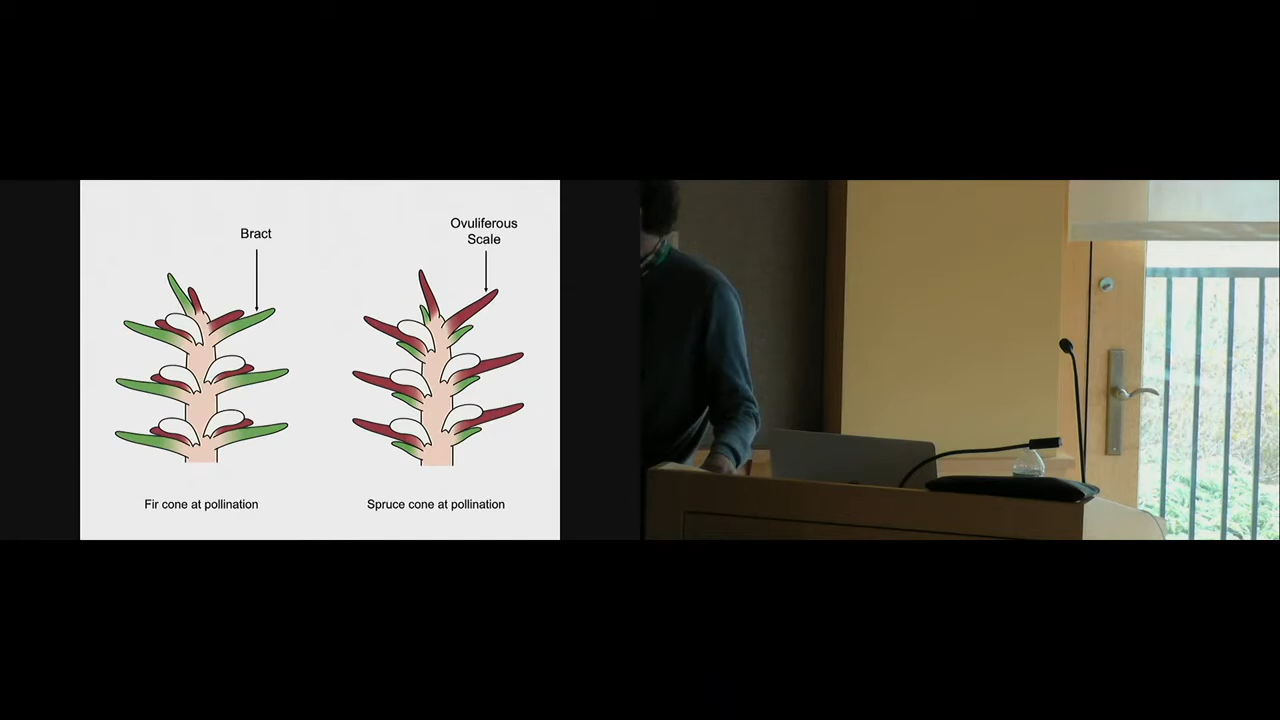 Bract
Ovuliferous
Scale
Fir cone at pollination
Spruce cone at pollination